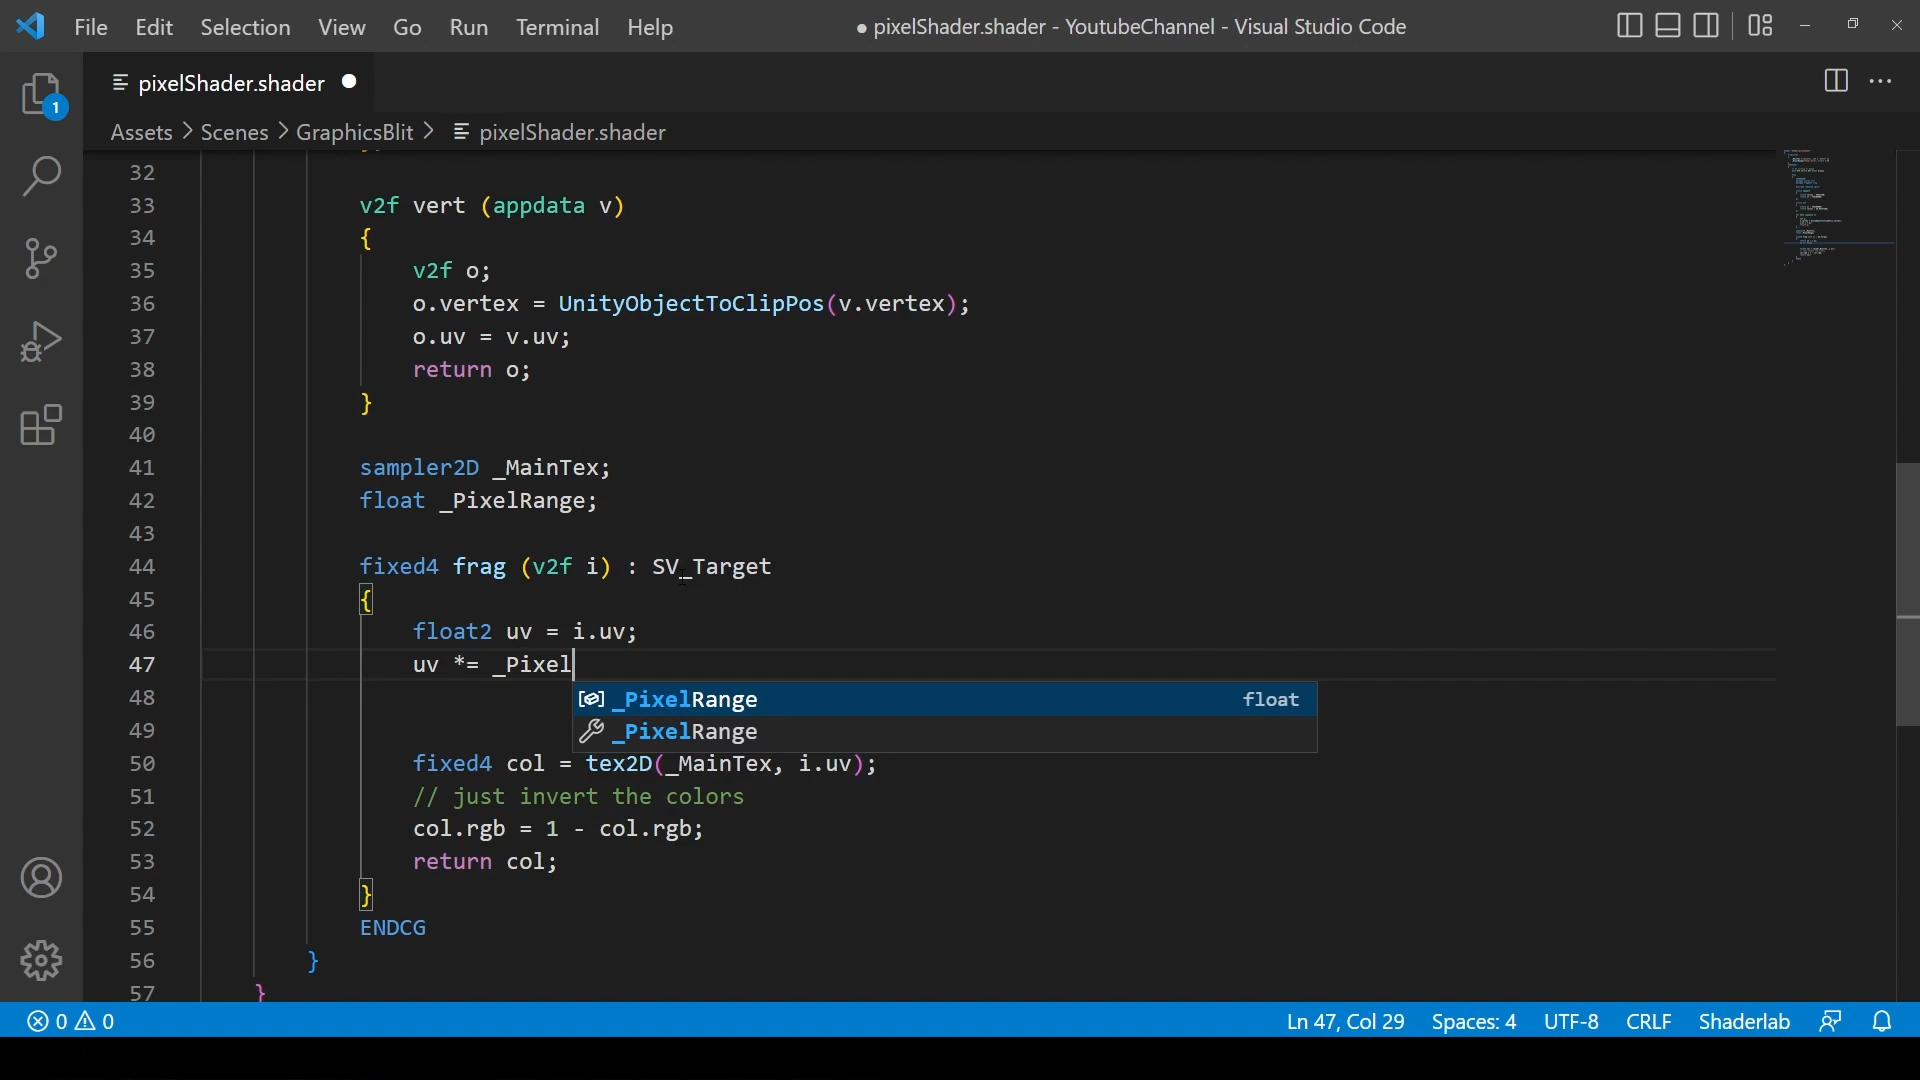 File Edit Selection View Go Run Terminal Help ● pixelShader.shader - YoutubeChannel - Visual Studio Code
pixelShader.shader
1
Assets > Scenes > GraphicsBlit > pixelShader.shader
32
33 v2f vert (appdata v)
34 {
35 v2f o;
36 o.vertex = UnityObjectToClipPos(v.vertex);
37 o.uv = v.uv;
38 return o;
39 }
40
41 sampler2D _MainTex;
42 float _PixelRange;
43
44 fixed4 frag (v2f i) : SV_Target
45 {
46 float2 uv = i.uv;
47 uv *= _Pixel
48 _PixelRange float
49 _PixelRange
50 fixed4 col = tex2D(_MainTex, i.uv);
51 // just invert the colors
52 col.rgb = 1 - col.rgb;
53 return col;
54 }
55 ENDCG
56 }
57 }
0 0 Ln 47, Col 29 Spaces: 4 UTF-8 CRLF Shaderlab